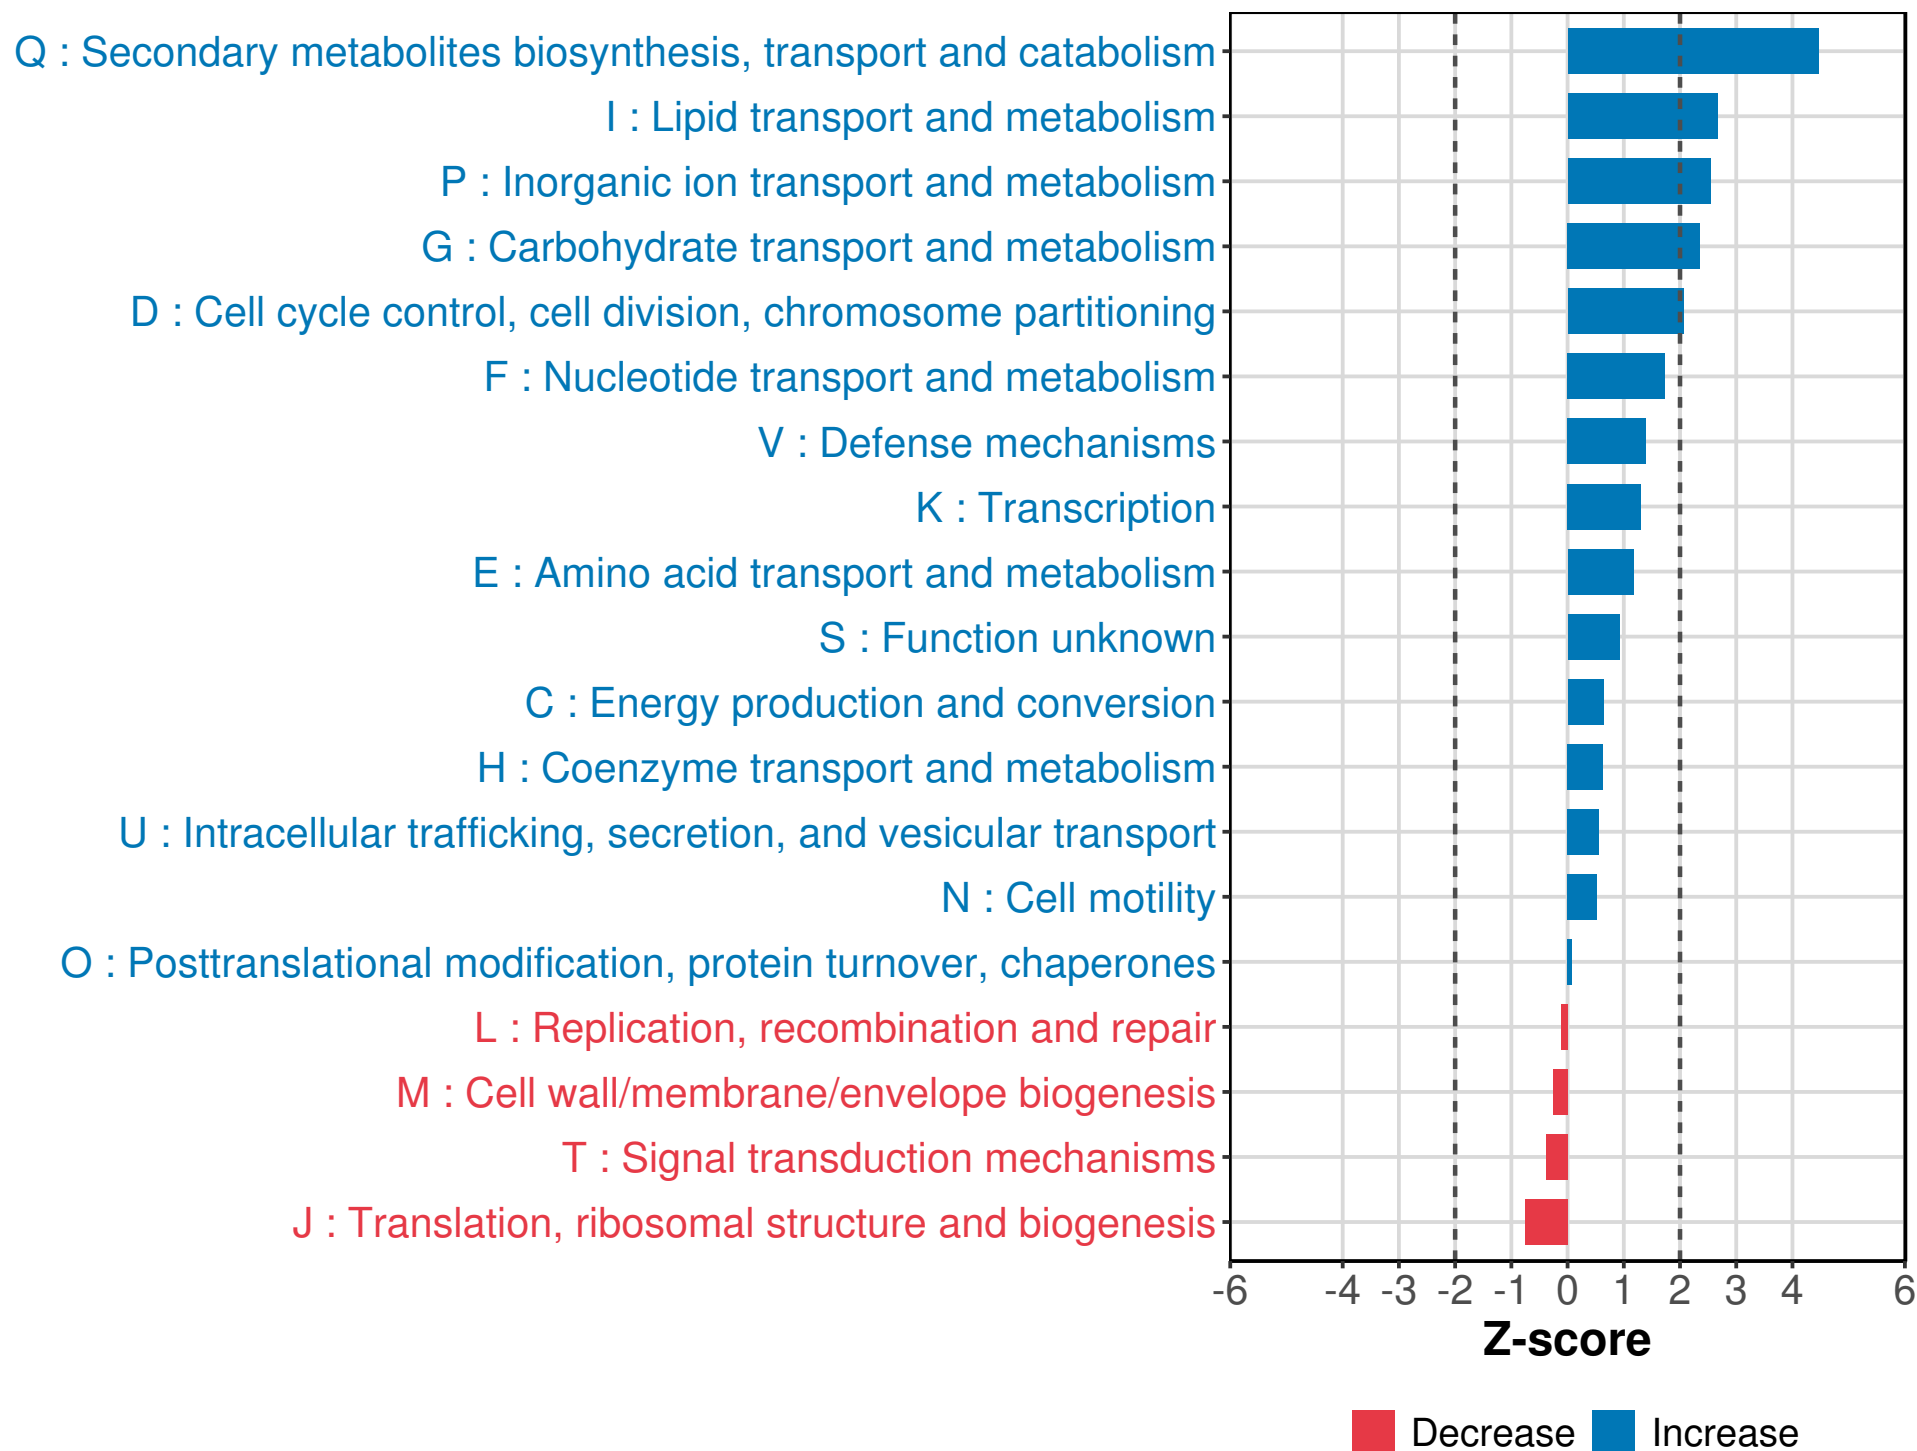 Q : Secondary metabolites biosynthesis, transport and catabolism
I : Lipid transport and metabolism
P : Inorganic ion transport and metabolism
G : Carbohydrate transport and metabolism
D : Cell cycle control, cell division, chromosome partitioning
F : Nucleotide transport and metabolism
V : Defense mechanisms
K : Transcription
E : Amino acid transport and metabolism
S : Function unknown
C : Energy production and conversion
H : Coenzyme transport and metabolism
U : Intracellular trafficking, secretion, and vesicular transport
N : Cell motility
O : Posttranslational modification, protein turnover, chaperones
L : Replication, recombination and repair
M : Cell wall/membrane/envelope biogenesis
T : Signal transduction mechanisms
J : Translation, ribosomal structure and biogenesis
-6 -4 -3 -2 -1 0 1 2 3 4 6
Z-score
Decrease Increase